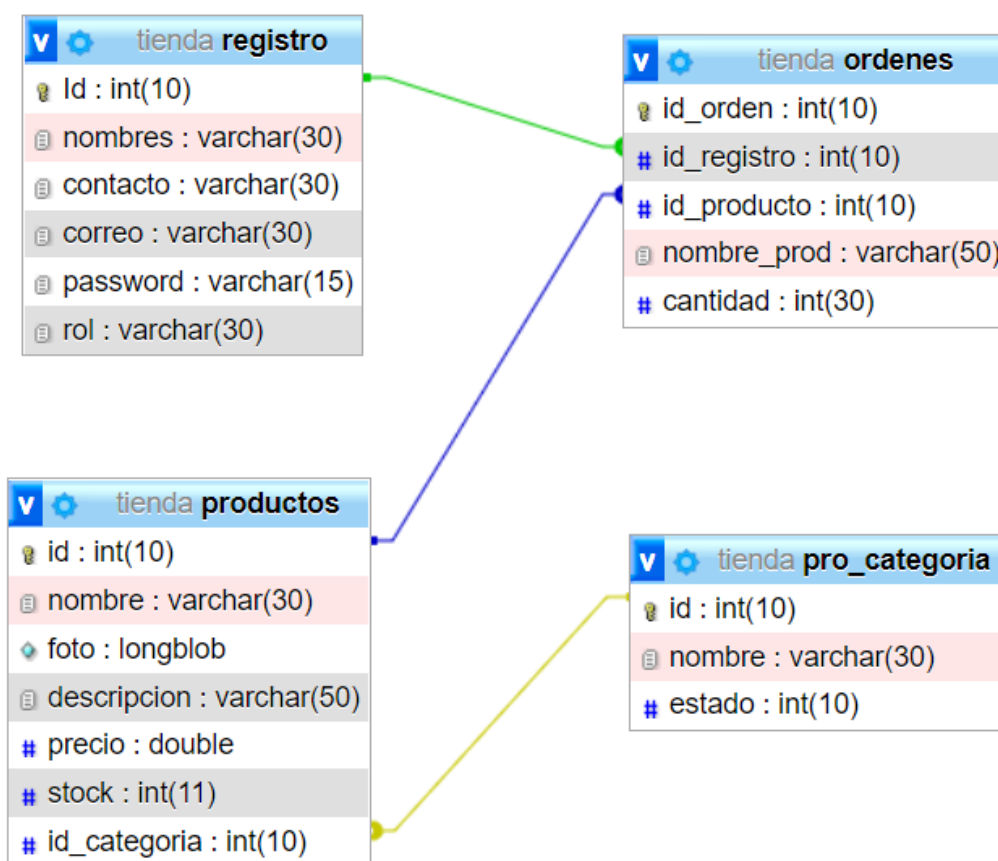 v tienda registro
Id : int(10)
nombres : varchar(30)
contacto : varchar(30)
correo : varchar(30)
password : varchar(15)
rol : varchar(30)
v tienda ordenes
id_orden : int(10)
# id_registro : int(10)
# id_producto : int(10)
nombre_prod : varchar(50)
# cantidad : int(30)
v tienda productos
id : int(10)
nombre : varchar(30)
foto : longblob
descripcion : varchar(50)
# precio : double
# stock : int(11)
# id_categoria : int(10)
v tienda pro_categoria
id : int(10)
nombre : varchar(30)
# estado : int(10)